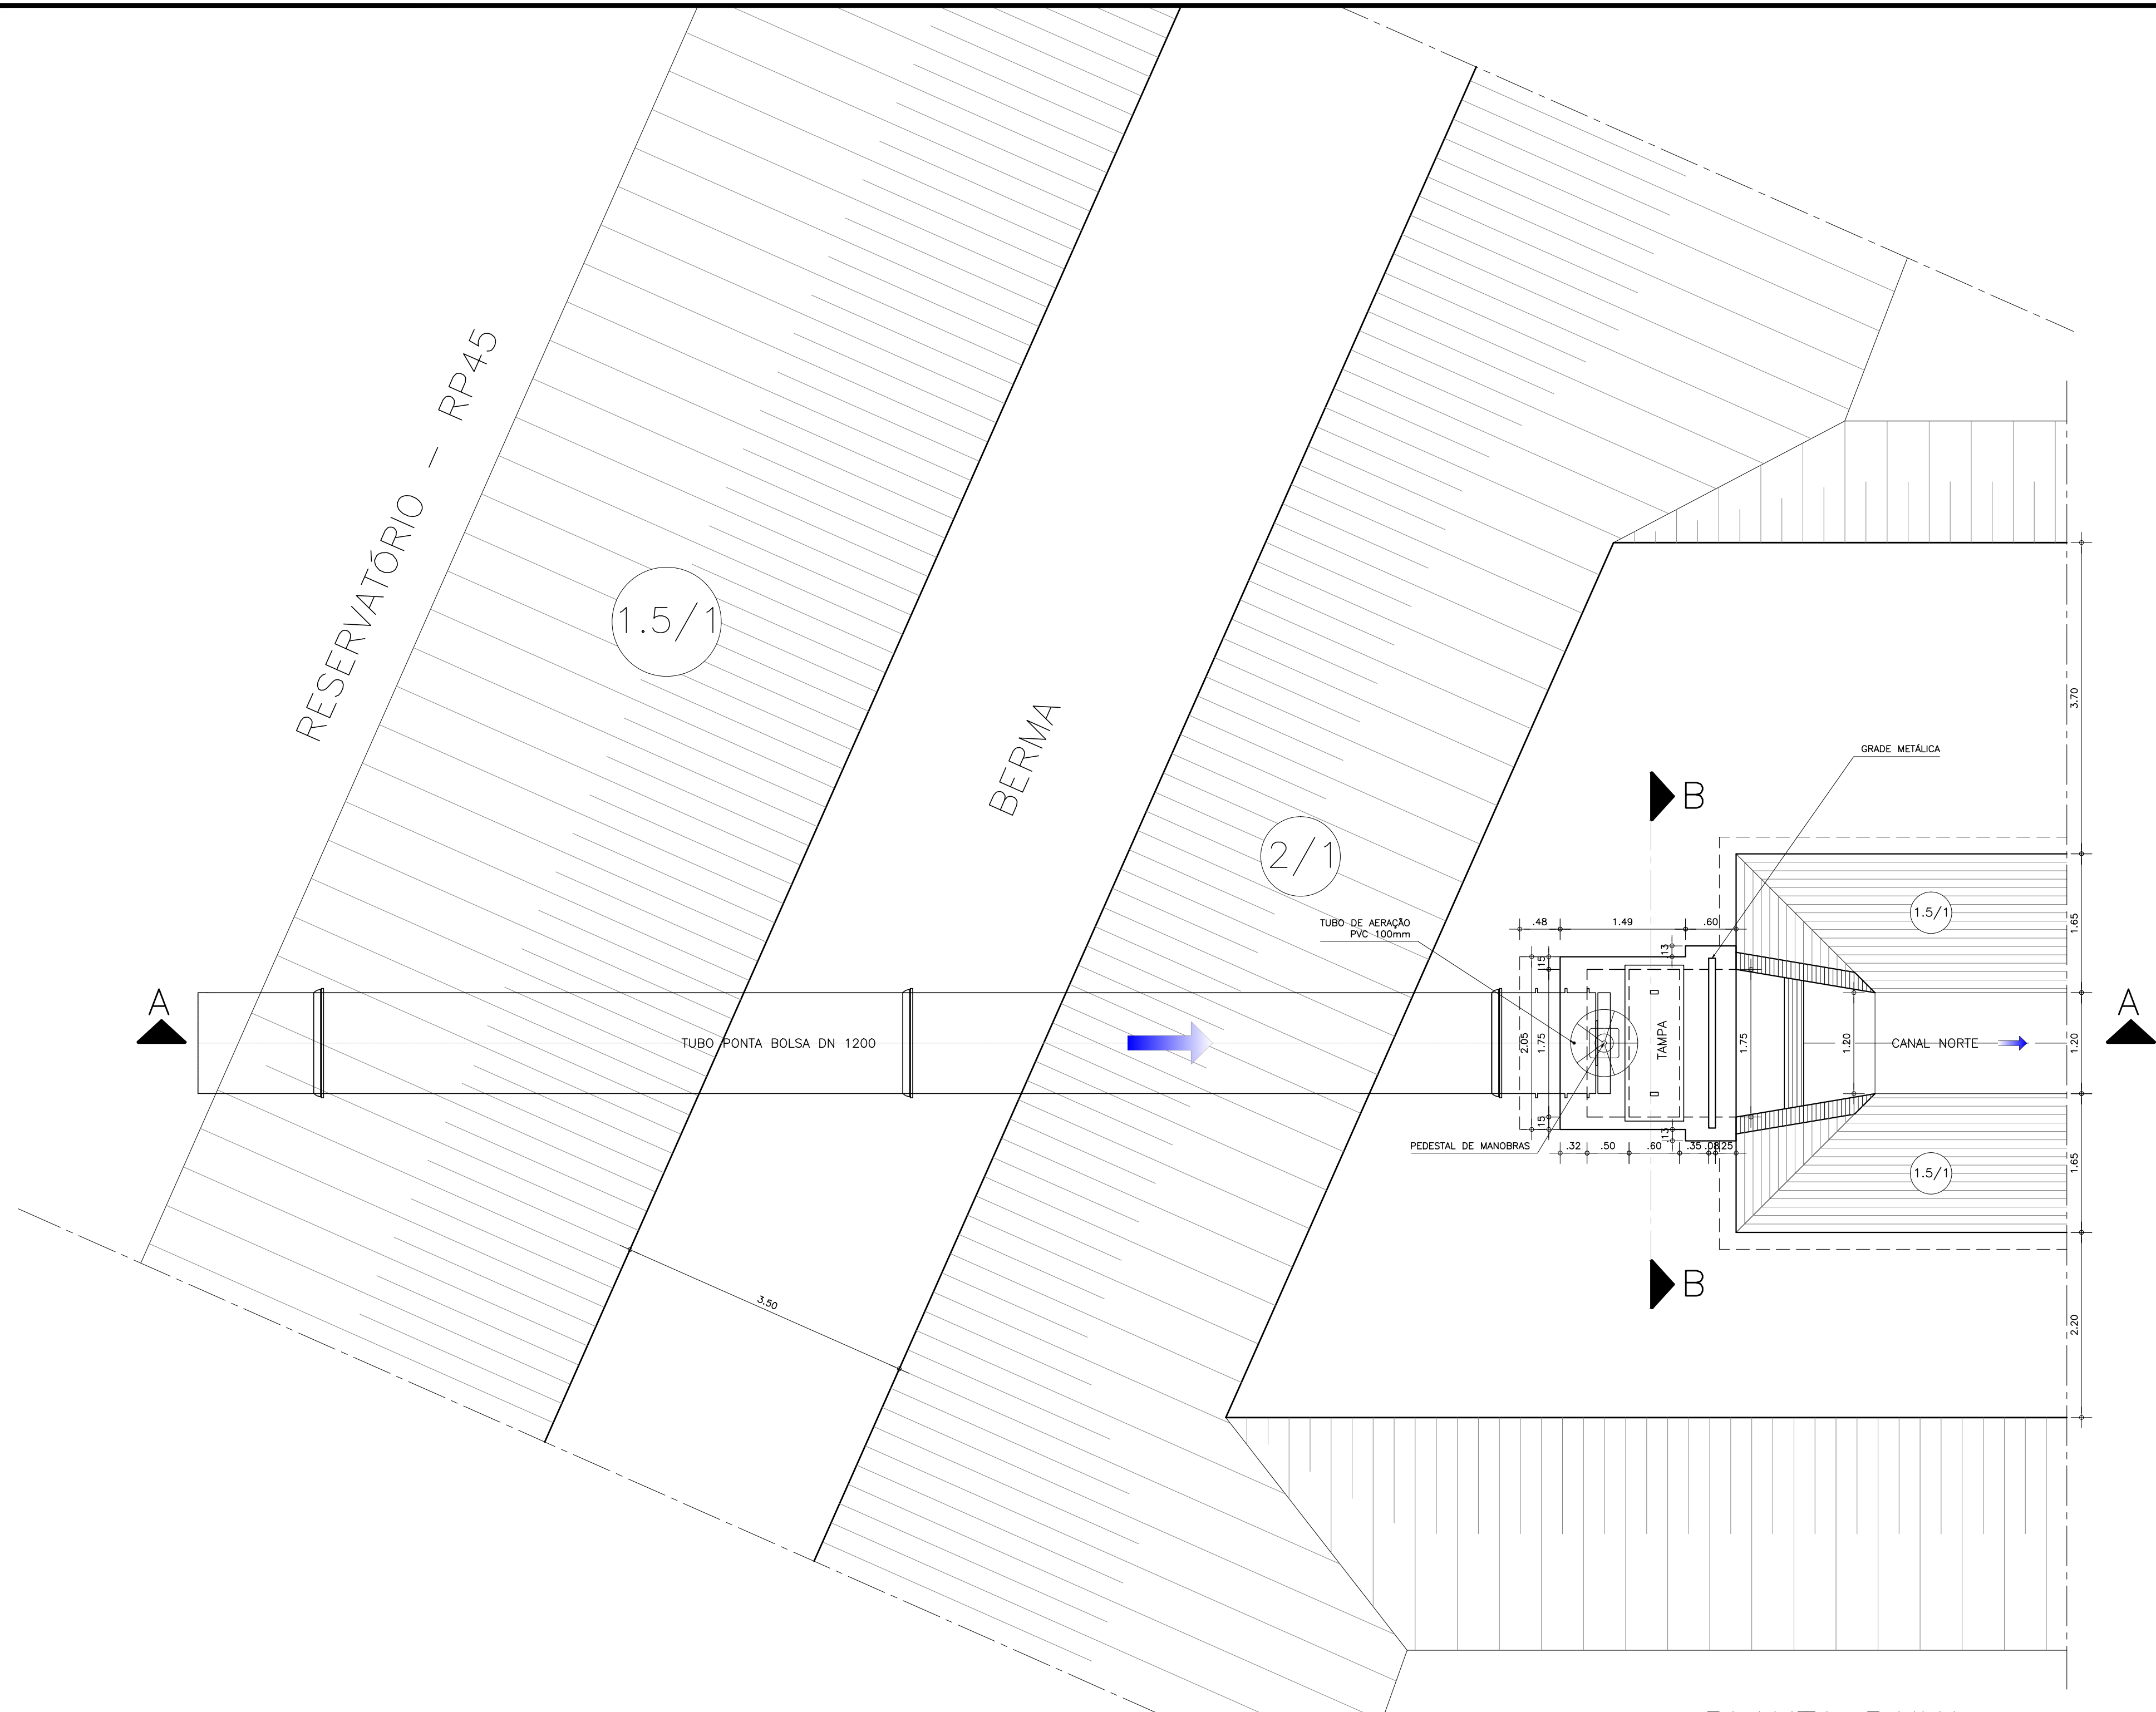 RESERVATÓRIO - RP45
1.5/1
BERMA
3.70
GRADE METÁLICA
B
2/1
1.5/1
TUBO DE AERAÇÃO
PVC 100mm
.48 1.49 .60
1.65
.13
.15
A
TUBO PONTA BOLSA DN 1200
2.05
1.75
TAMPA
1.75
1.20
CANAL NORTE
1.20
A
.15
.13
PEDESTAL DE MANOBRAS
.32 .50 .60 .35 .08 .25
1.5/1
1.65
B
3.50
2.20